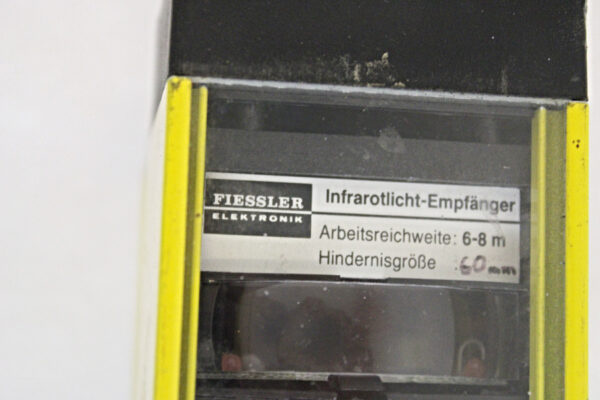 FIESSLER
ELEKTRONIK
Infrarotlicht-Empfänger
Arbeitsreichweite: 6-8 m
Hindernisgröße :60